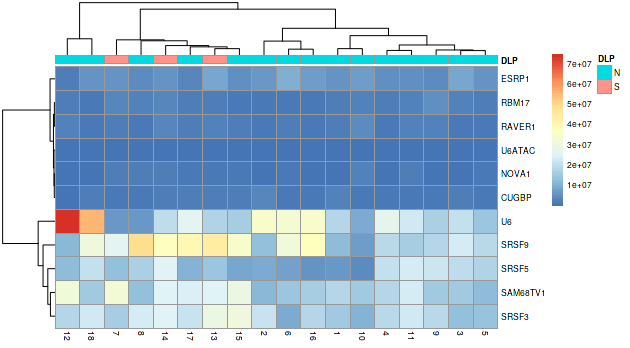 DLP
DLP
7e+07
N
ESRP1
6e+07
S
RBM17
5e+07
RAVER1
4e+07
U6ATAC
3e+07
2e+07
NOVA1
1e+07
CUGBP
U6
SRSF9
SRSF5
SAM68TV1
SRSF3
12 18 7 8 14 17 13 15 2 6 16 1 10 4 11 9 3 5